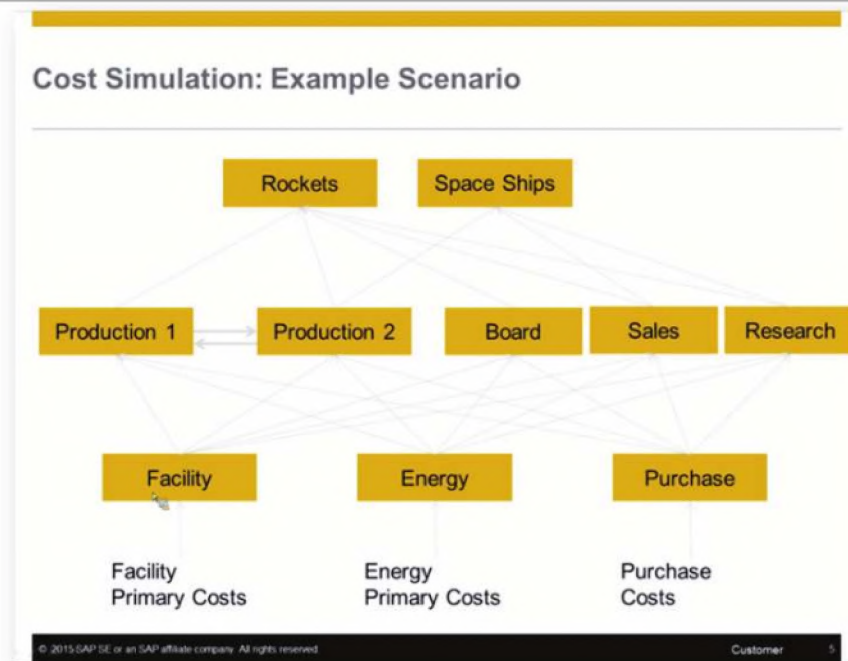 Cost Simulation: Example Scenario
Rockets
Space Ships
Production 1
Production 2
Board
Sales
Research
Facility
Energy
Purchase
Facility
Primary Costs
Energy
Primary Costs
Purchase
Costs
© 2015 SAP SE or an SAP affiliate company. All rights reserved.
Customer
5